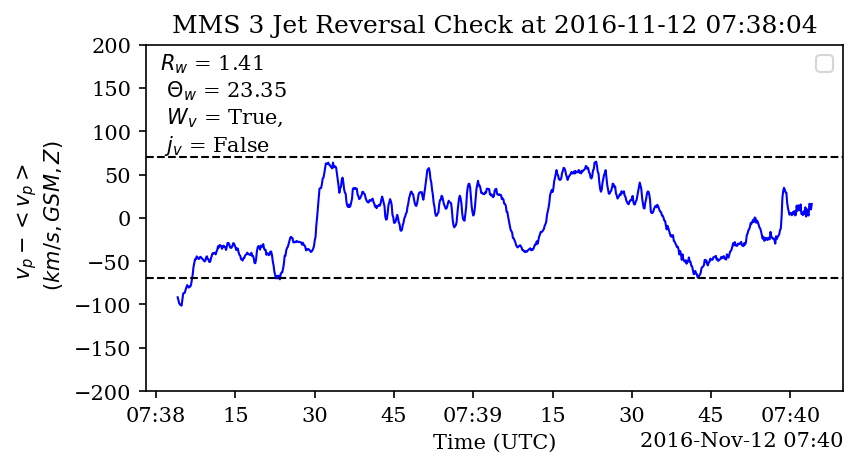 MMS 3 Jet Reversal Check at 2016-11-12 07:38:04
R_w = 1.41
Θ_w = 23.35
W_v = True,
j_v = False
v_p − < v_p >
(km/s, GSM, Z)
200
150
100
50
0
−50
−100
−150
−200
07:38 15 30 45 07:39 15 30 45 07:40
Time (UTC)
2016-Nov-12 07:40